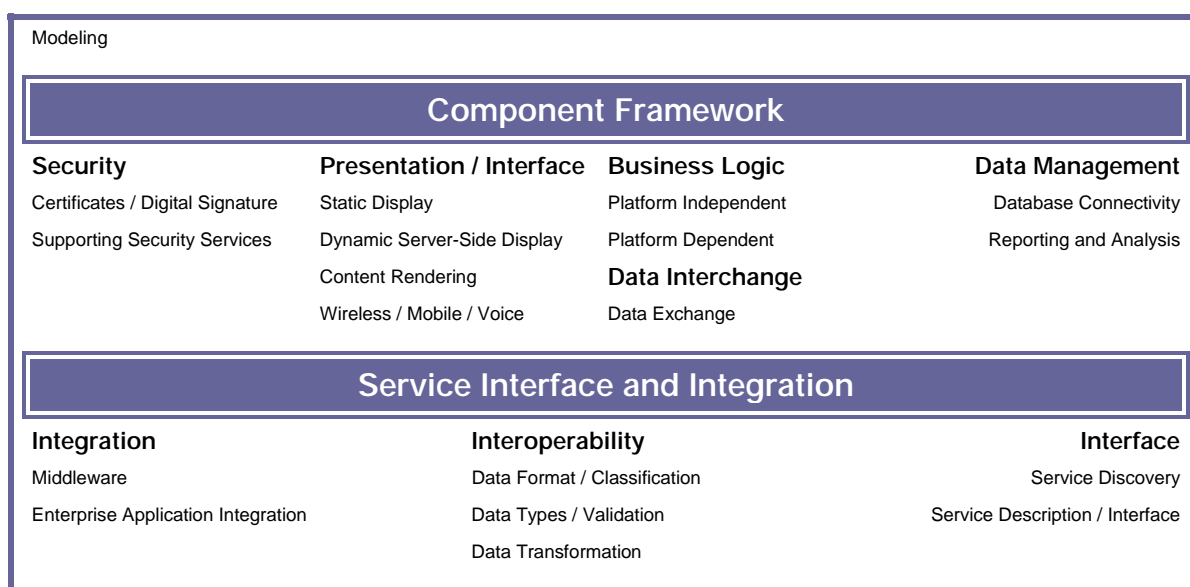 Modeling
Component Framework
Security
Certificates / Digital Signature
Supporting Security Services
Presentation / Interface
Static Display
Dynamic Server-Side Display
Content Rendering
Wireless / Mobile / Voice
Business Logic
Platform Independent
Platform Dependent
Data Interchange
Data Exchange
Data Management
Database Connectivity
Reporting and Analysis
Service Interface and Integration
Integration
Middleware
Enterprise Application Integration
Interoperability
Data Format / Classification
Data Types / Validation
Data Transformation
Interface
Service Discovery
Service Description / Interface